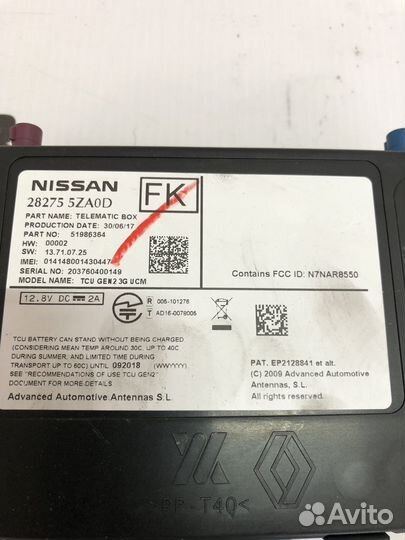 NISSAN
FK
28275 5ZA0D
PART NAME: TELEMATIC BOX
PRODUCTION DATE: 30/06/17
PART NO.: 51986364
HW: 00002
SW: 13.71.07.25
IMEI: 014148001430447
SERIAL NO: 203760400149
MODEL NAME: TCU GEN2 3G UCM
Contains FCC ID: N7NAR8550
12.8V DC 2A
R 005-101276
T AD16-0079005
TCU BATTERY CAN STAND WITHOUT BEING CHARGED
(CONSIDERING MEAN TEMP AROUND 30C, UP TO 40C
DURING SUMMER, AND LIMITED TIME DURING
TRANSPORT UP TO 60C) UNTIL 092018 (WWYYYY)
SEE "RECOMMENDATIONS OF USE TCU GEN2"
DOCUMENT FOR MORE DETAILS
PAT. EP2128841 et alt.
(C) 2009 Advanced Automotive
Antennas, S.L.
All rights reserved.
Advanced Automotive Antennas S.L.
>PP-T40<
Avito